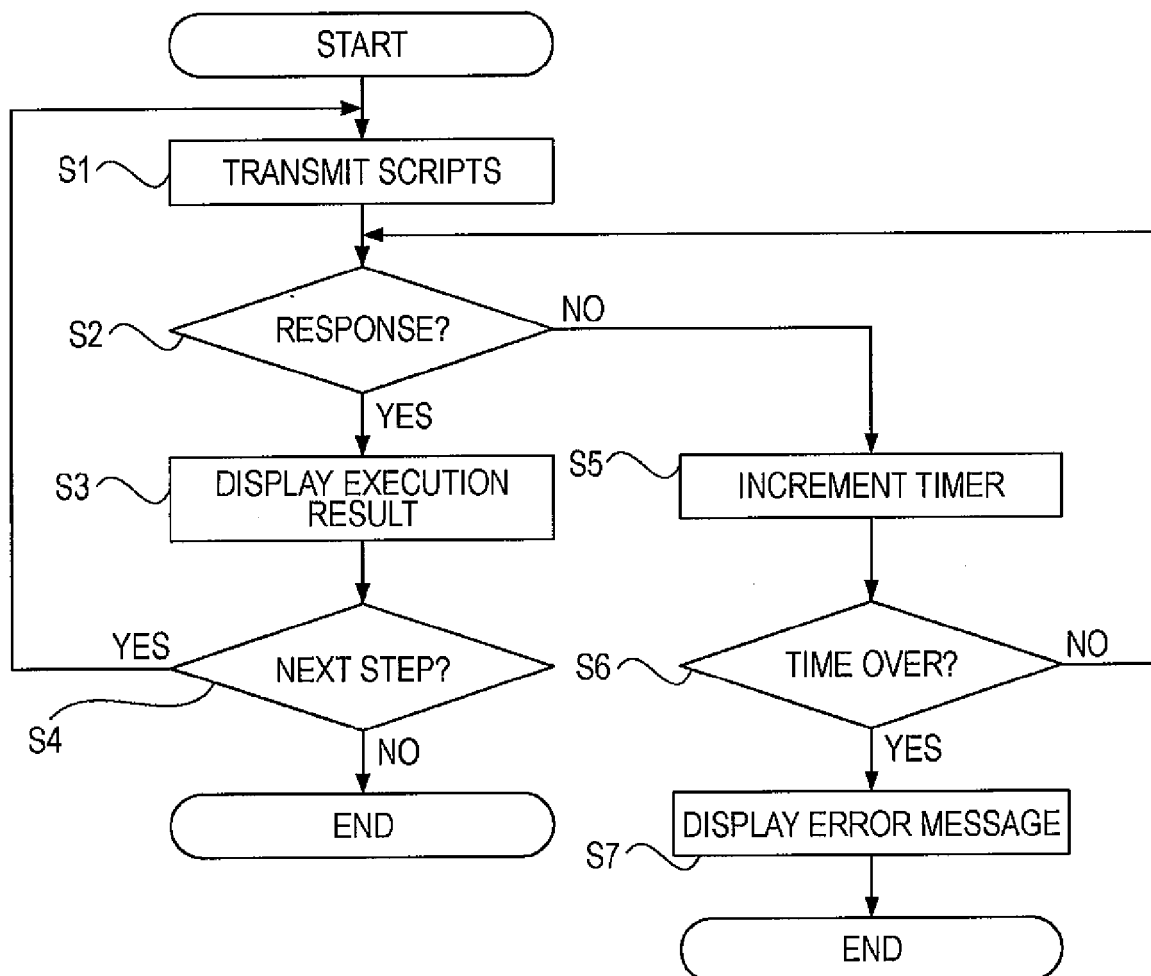 START
S1
TRANSMIT SCRIPTS
S2
RESPONSE?
NO
YES
S3
DISPLAY EXECUTION
RESULT
S5
INCREMENT TIMER
YES
NEXT STEP?
S4
NO
S6
TIME OVER?
NO
YES
END
DISPLAY ERROR MESSAGE
S7
END